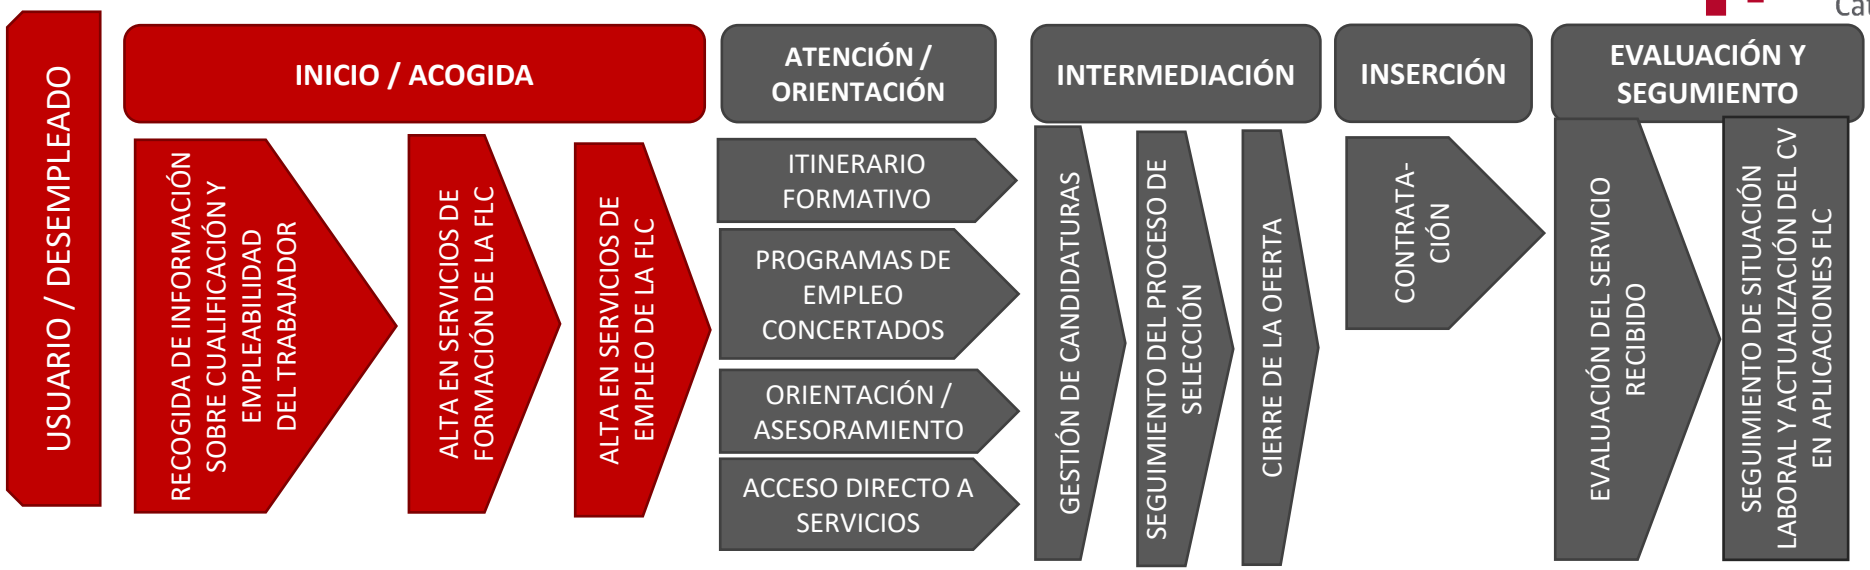 USUARIO / DESEMPLEADO
INICIO / ACOGIDA
RECOGIDA DE INFORMACIÓN
SOBRE CUALIFICACIÓN Y
EMPLEABILIDAD
DEL TRABAJADOR
ALTA EN SERVICIOS DE
FORMACIÓN DE LA FLC
ALTA EN SERVICIOS DE
EMPLEO DE LA FLC
ATENCIÓN /
ORIENTACIÓN
ITINERARIO
FORMATIVO
PROGRAMAS DE
EMPLEO
CONCERTADOS
ORIENTACIÓN /
ASESORAMIENTO
ACCESO DIRECTO A
SERVICIOS
INTERMEDIACIÓN
GESTIÓN DE CANDIDATURAS
SEGUIMIENTO DEL PROCESO DE
SELECCIÓN
CIERRE DE LA OFERTA
INSERCIÓN
CONTRATA-
CIÓN
EVALUACIÓN Y
SEGUMIENTO
EVALUACIÓN DEL SERVICIO
RECIBIDO
SEGUIMIENTO DE SITUACIÓN
LABORAL Y ACTUALIZACIÓN DEL CV
EN APLICACIONES FLC